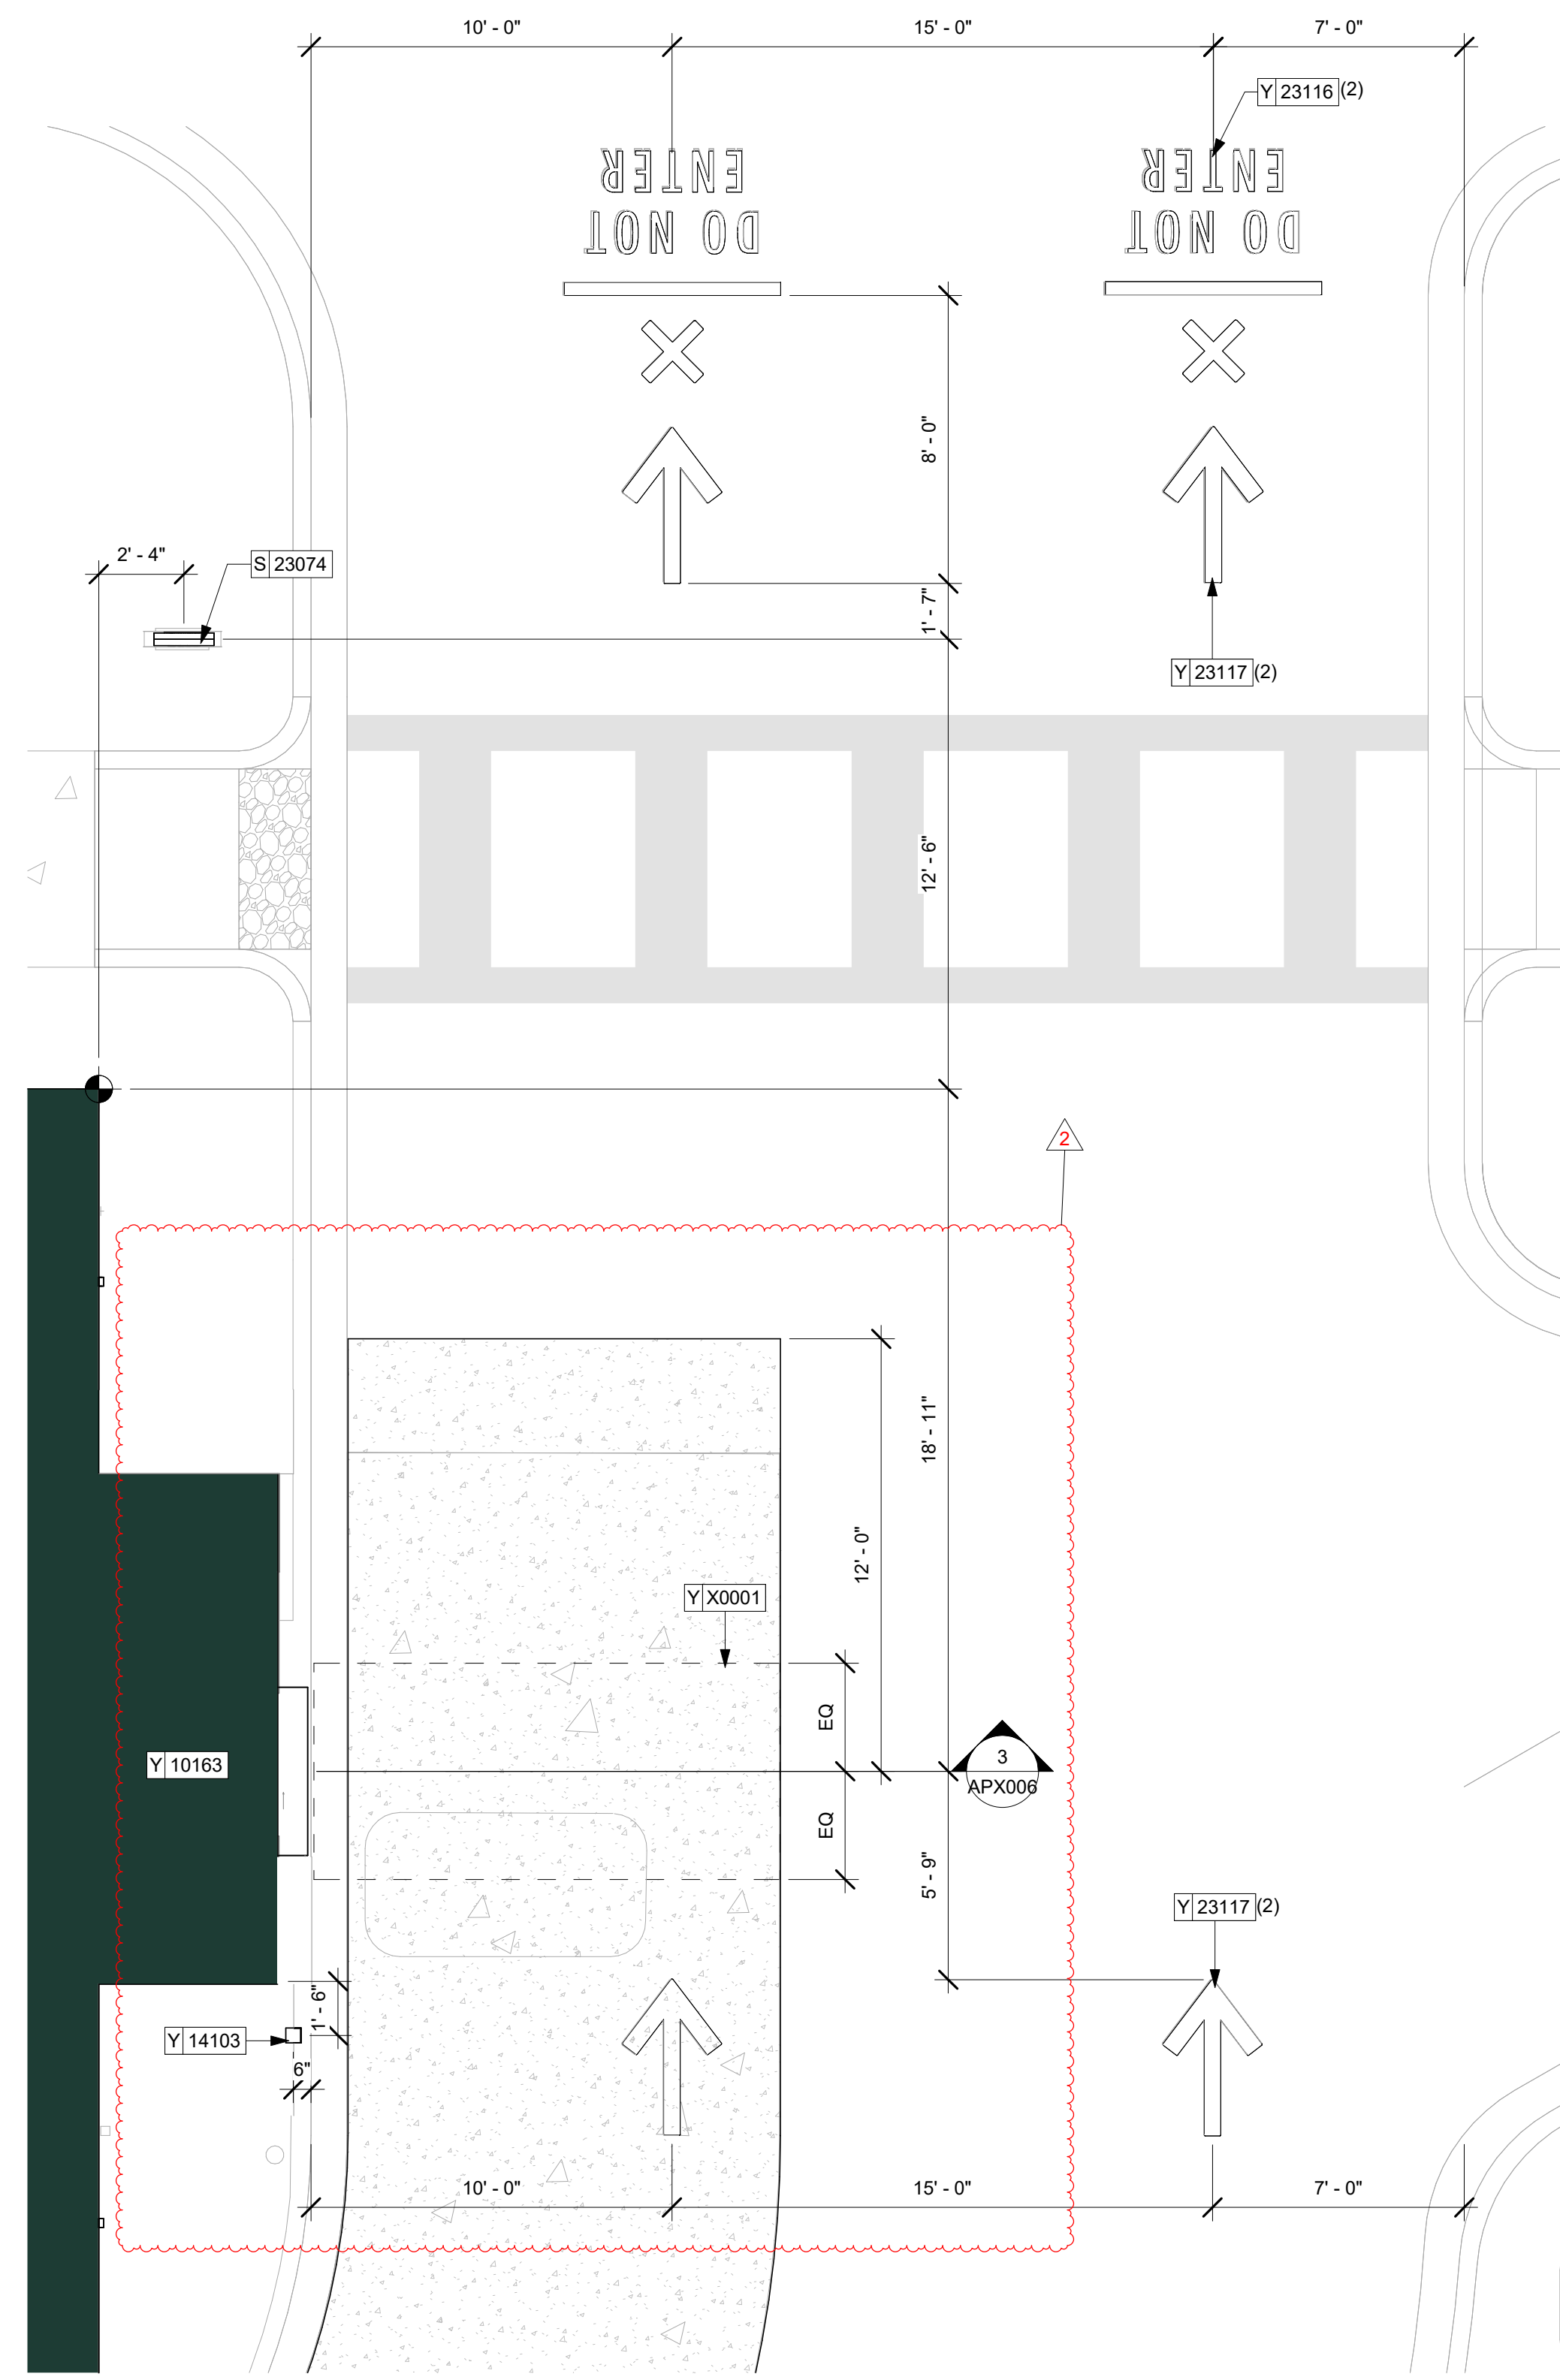 10' - 0" 15' - 0" 7' - 0"
Y 23116 (2)
ENTER ENTER
DO NOT DO NOT
8' - 0"
2' - 4"
S 23074
1' - 7"
Y 23117 (2)
12' - 6"
2
18' - 11"
12' - 0"
Y X0001
EQ
Y 10163
3
APX006
EQ
5' - 9"
Y 23117 (2)
1' - 6"
Y 14103
6"
10' - 0" 15' - 0" 7' - 0"